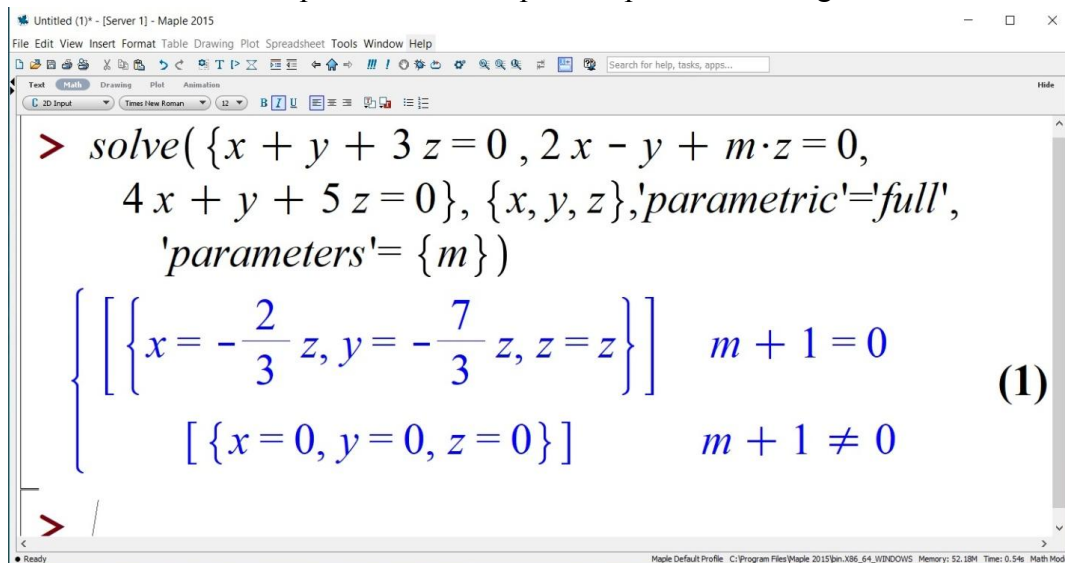 Untitled (1)* - [Server 1] - Maple 2015
File Edit View Insert Format Table Drawing Plot Spreadsheet Tools Window Help
Search for help, tasks, apps...
Text Math Drawing Plot Animation Hide
C 2D Input Times New Roman 12 B I U
> solve({x + y + 3 z = 0 , 2 x − y + m·z = 0,
4 x + y + 5 z = 0}, {x, y, z},'parametric'='full',
'parameters'= {m})
{ [[{x = −2/3 z, y = −7/3 z, z = z}]] m + 1 = 0
[{x = 0, y = 0, z = 0}] m + 1 ≠ 0
(1)
>
Ready Maple Default Profile C:\Program Files\Maple 2015\bin.X86_64_WINDOWS Memory: 52.18M Time: 0.54s Math Mod